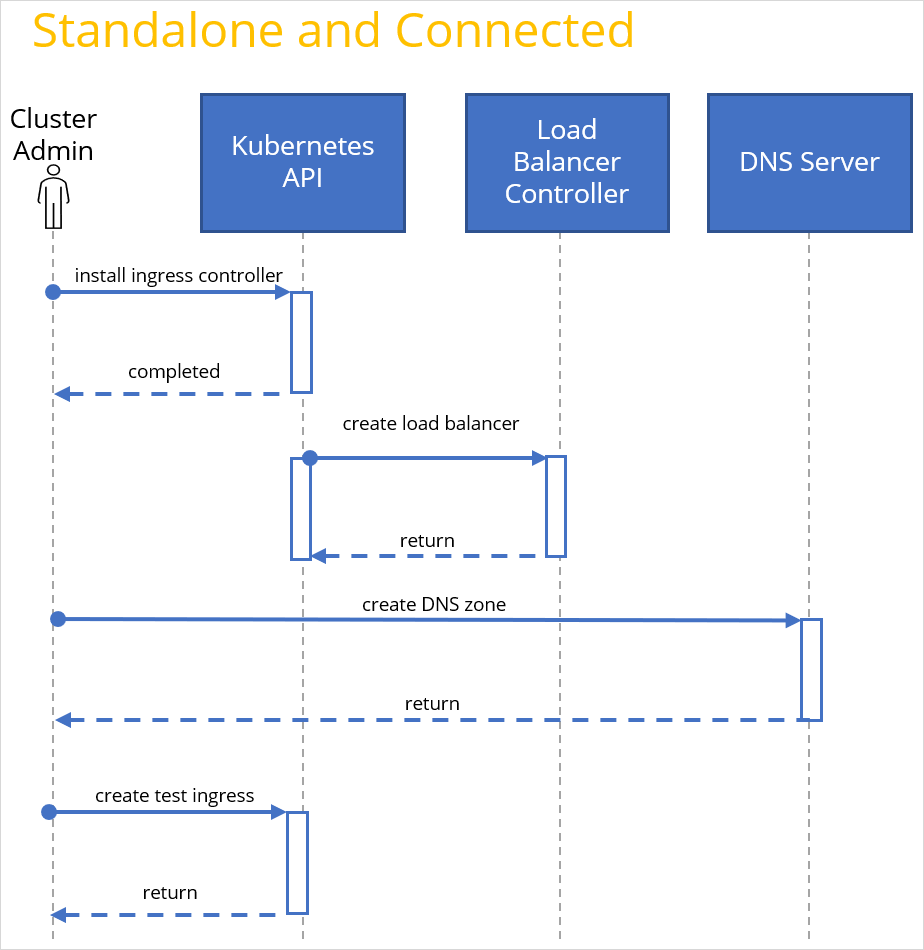 Standalone and Connected
Cluster
Admin
Kubernetes
API
Load
Balancer
Controller
DNS Server
install ingress controller
completed
create load balancer
return
create DNS zone
return
create test ingress
return